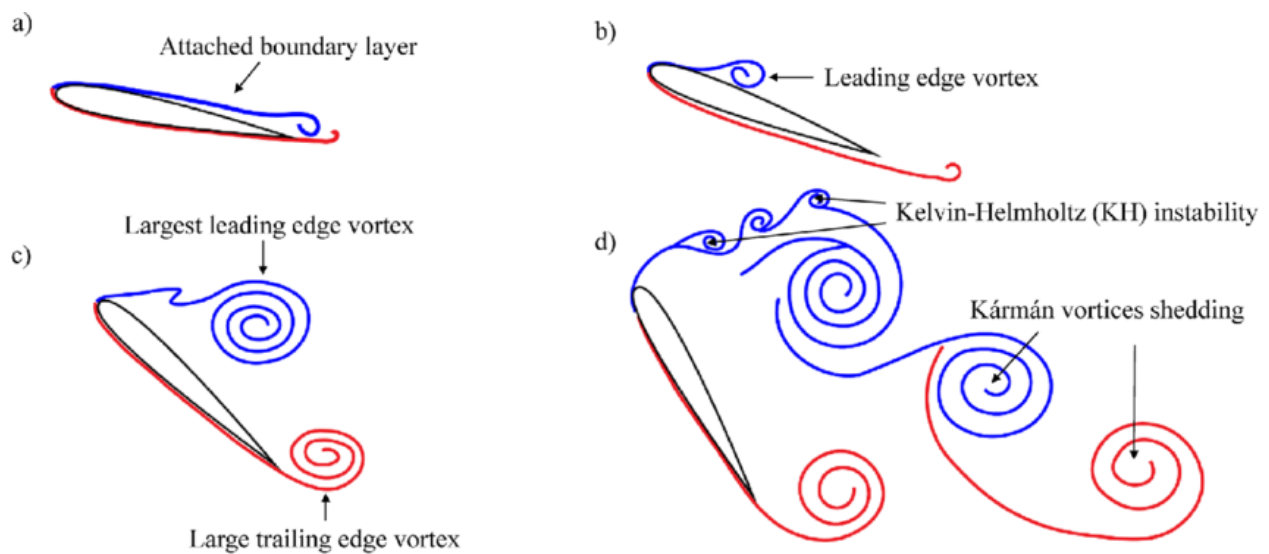 a)
Attached boundary layer
b)
Leading edge vortex
Largest leading edge vortex
c)
Large trailing edge vortex
Kelvin-Helmholtz (KH) instability
d)
Kármán vortices shedding